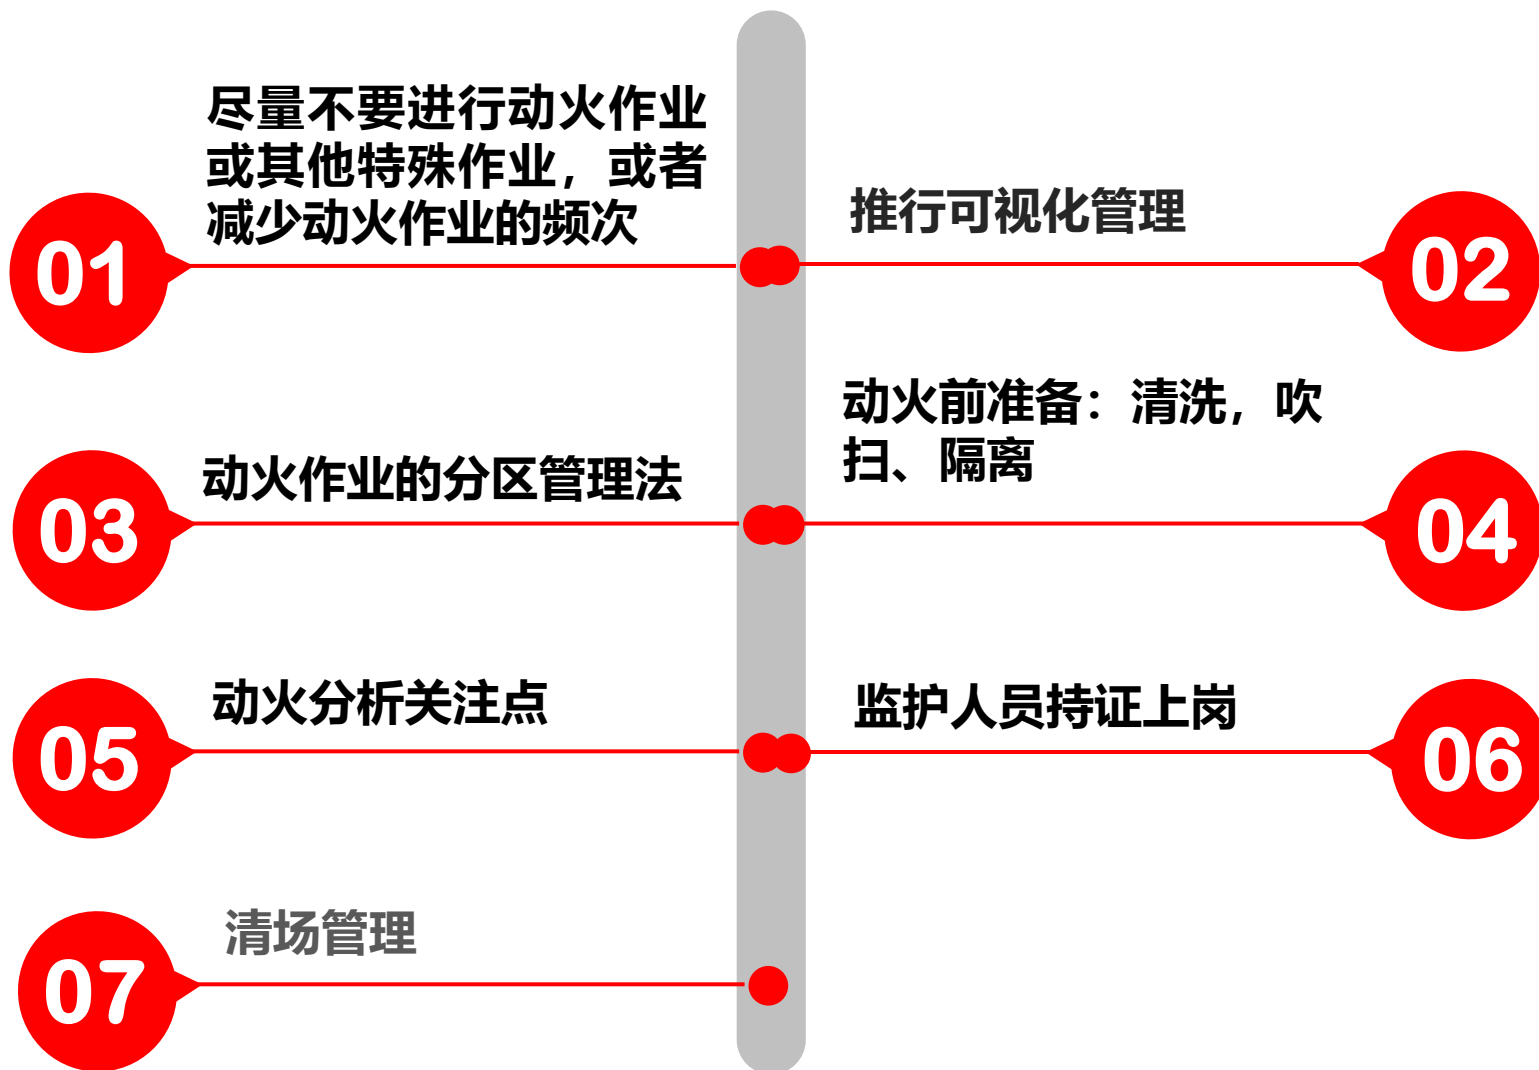 01
尽量不要进行动火作业
或其他特殊作业，或者
减少动火作业的频次
推行可视化管理
02
03
动火作业的分区管理法
动火前准备：清洗，吹
扫、隔离
04
05
动火分析关注点
监护人员持证上岗
06
07
清场管理